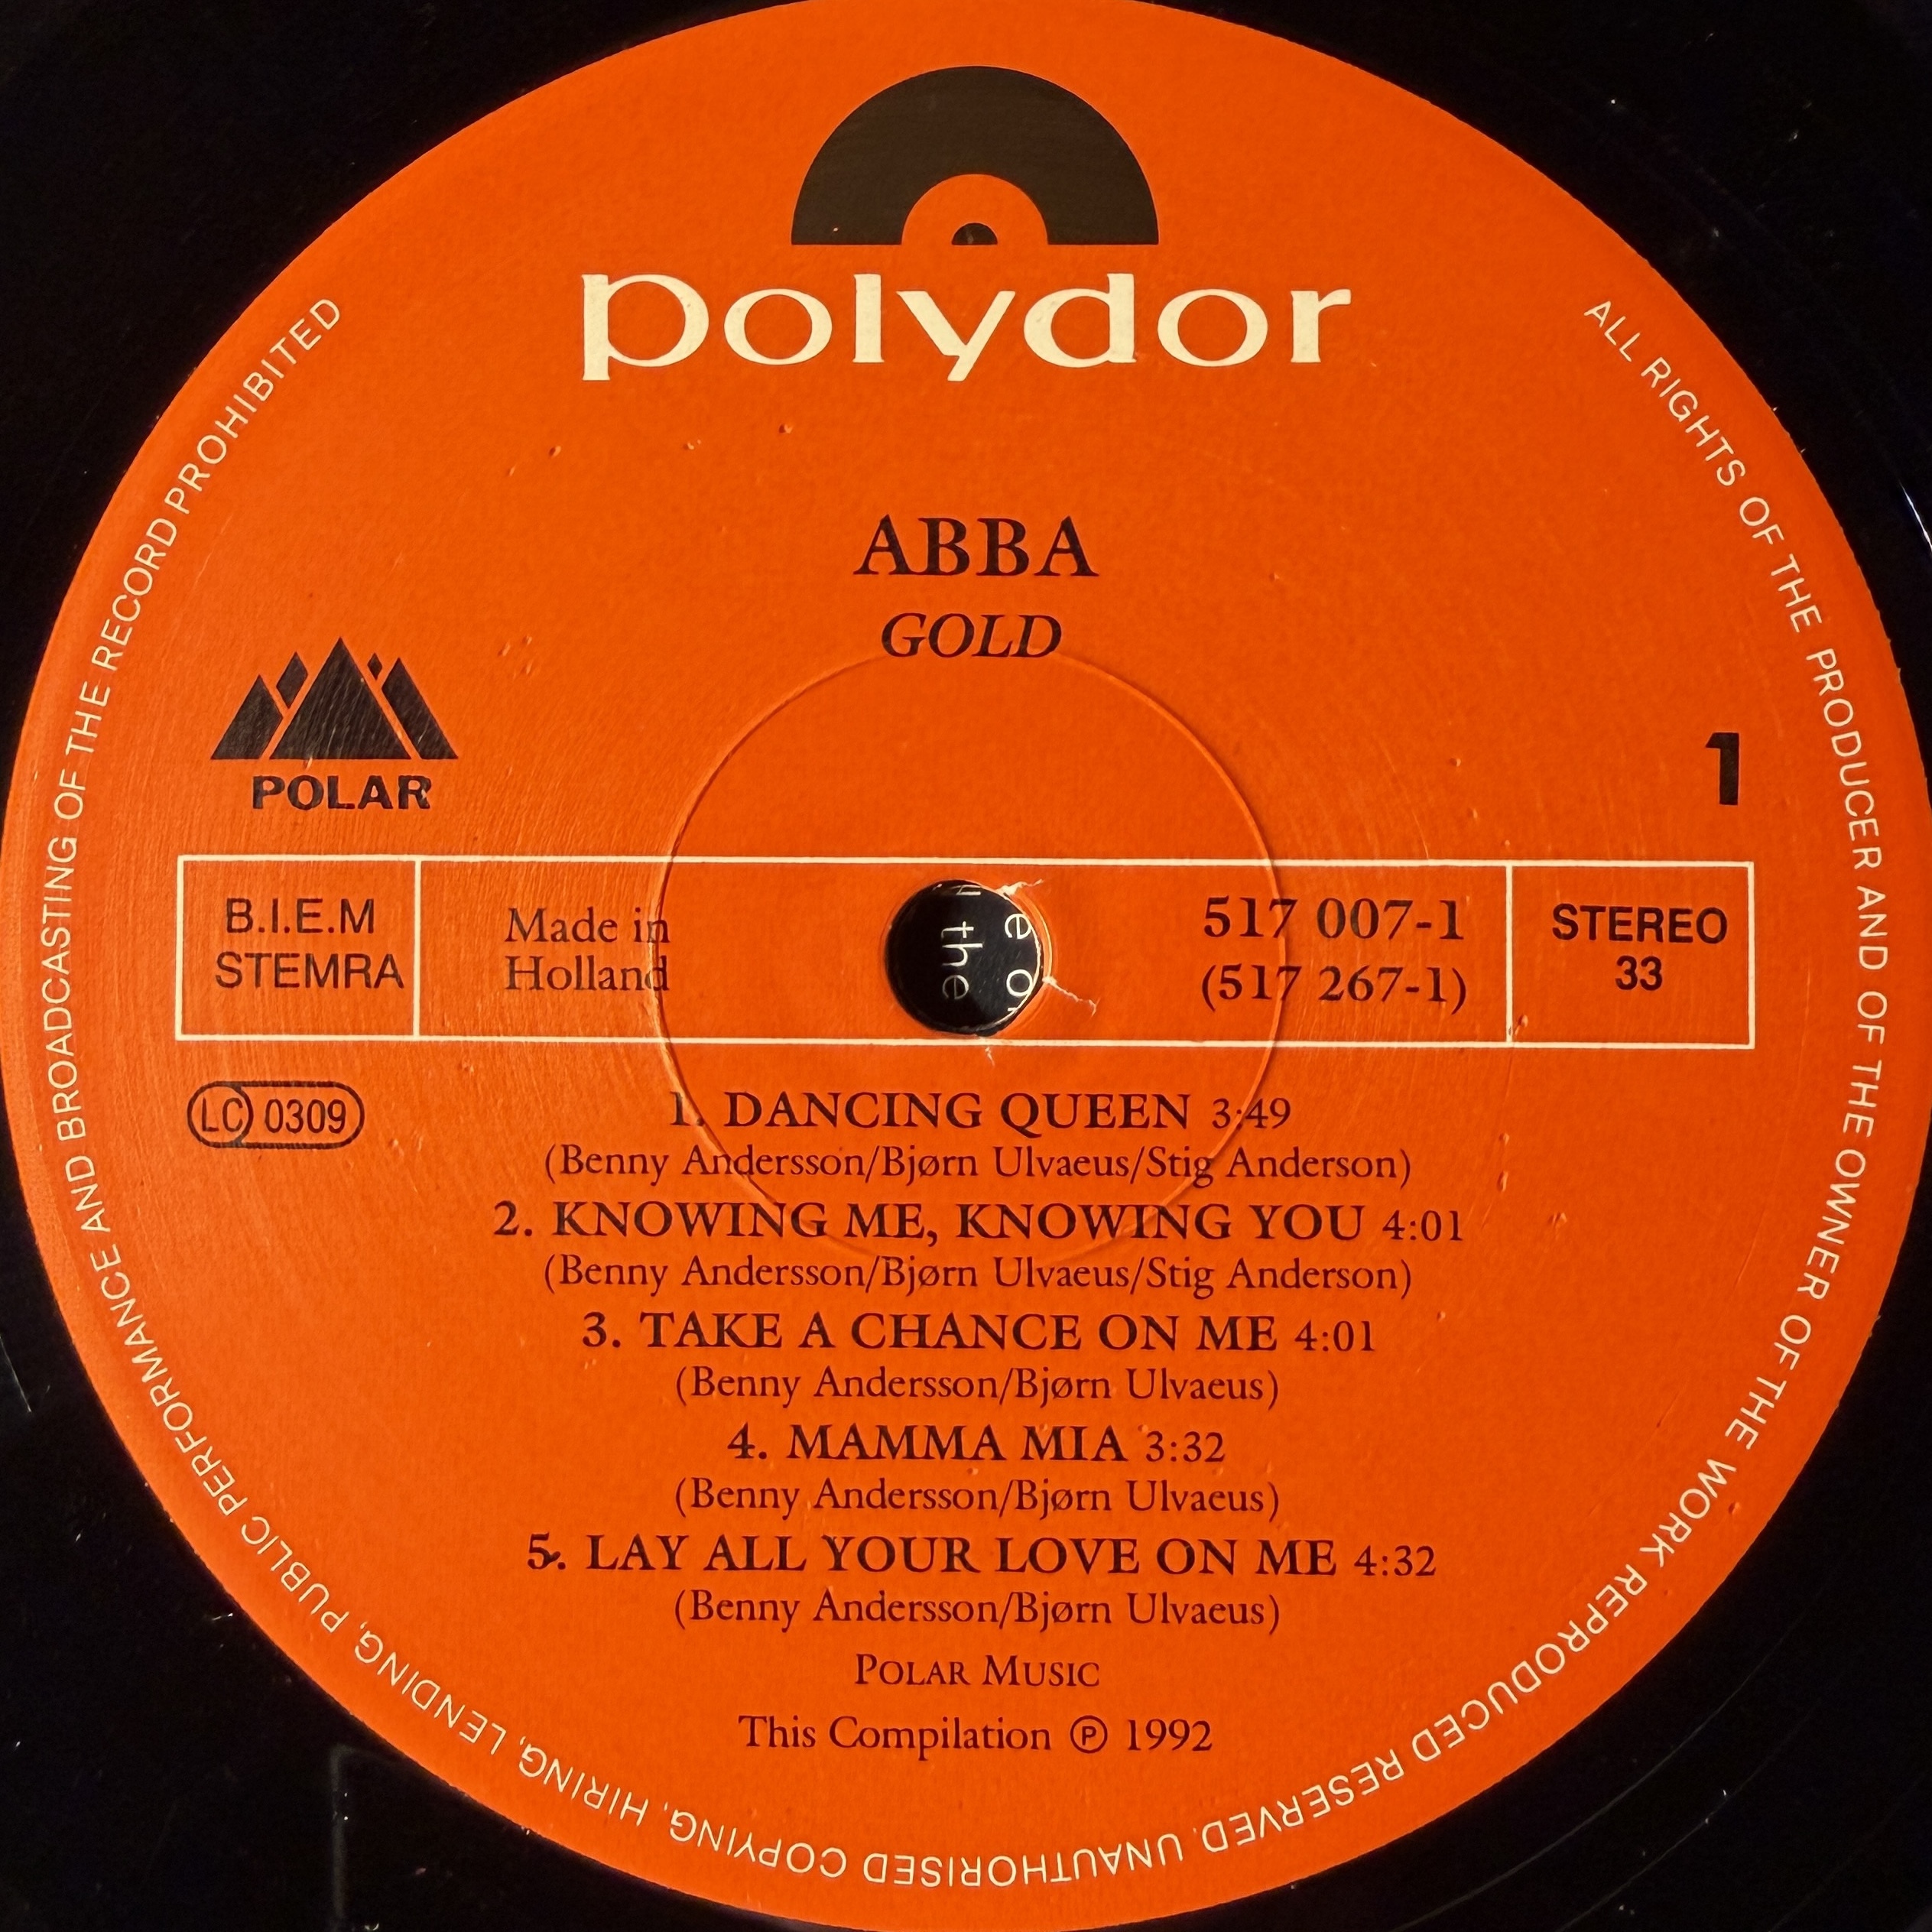 polydor
ABBA
GOLD
POLAR
1
B.I.E.M
STEMRA
Made in
Holland
517 007-1
(517 267-1)
STEREO
33
LC 0309
1. DANCING QUEEN 3:49
(Benny Andersson/Bjørn Ulvaeus/Stig Anderson)
2. KNOWING ME, KNOWING YOU 4:01
(Benny Andersson/Bjørn Ulvaeus/Stig Anderson)
3. TAKE A CHANCE ON ME 4:01
(Benny Andersson/Bjørn Ulvaeus)
4. MAMMA MIA 3:32
(Benny Andersson/Bjørn Ulvaeus)
5. LAY ALL YOUR LOVE ON ME 4:32
(Benny Andersson/Bjørn Ulvaeus)
POLAR MUSIC
This Compilation ℗ 1992
ALL RIGHTS OF THE PRODUCER AND OF THE OWNER OF THE WORK REPRODUCED RESERVED. UNAUTHORISED COPYING, HIRING, LENDING, PUBLIC PERFORMANCE AND BROADCASTING OF THE RECORD PROHIBITED
the